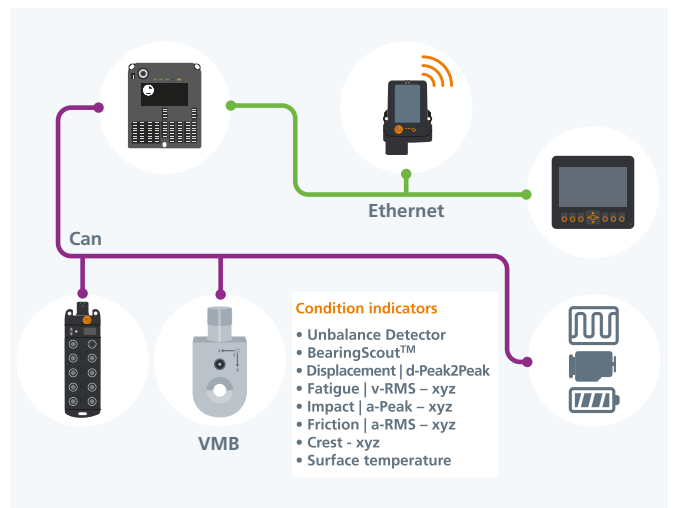 Ethernet
Can
Condition indicators
• Unbalance Detector
• BearingScout™
• Displacement | d-Peak2Peak
• Fatigue | v-RMS – xyz
• Impact | a-Peak – xyz
• Friction | a-RMS – xyz
• Crest - xyz
• Surface temperature
VMB